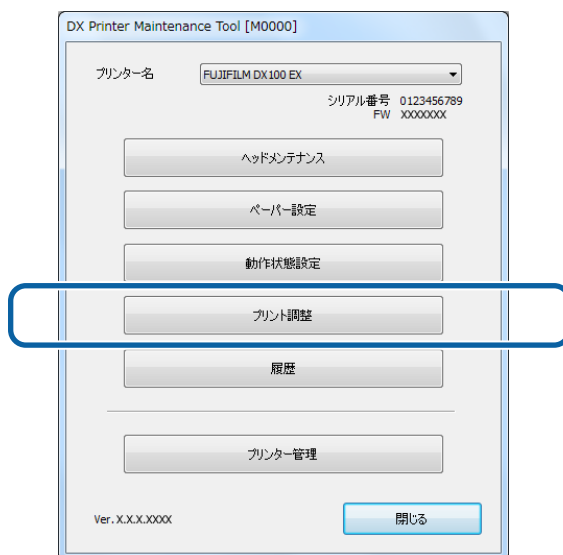 DX Printer Maintenance Tool [M0000]
プリンター名 FUJIFILM DX100 EX
シリアル番号 0123456789
FW XXXXXXX
ヘッドメンテナンス
ペーパー設定
動作状態設定
プリント調整
履歴
プリンター管理
Ver.X.X.X.XXXX 閉じる